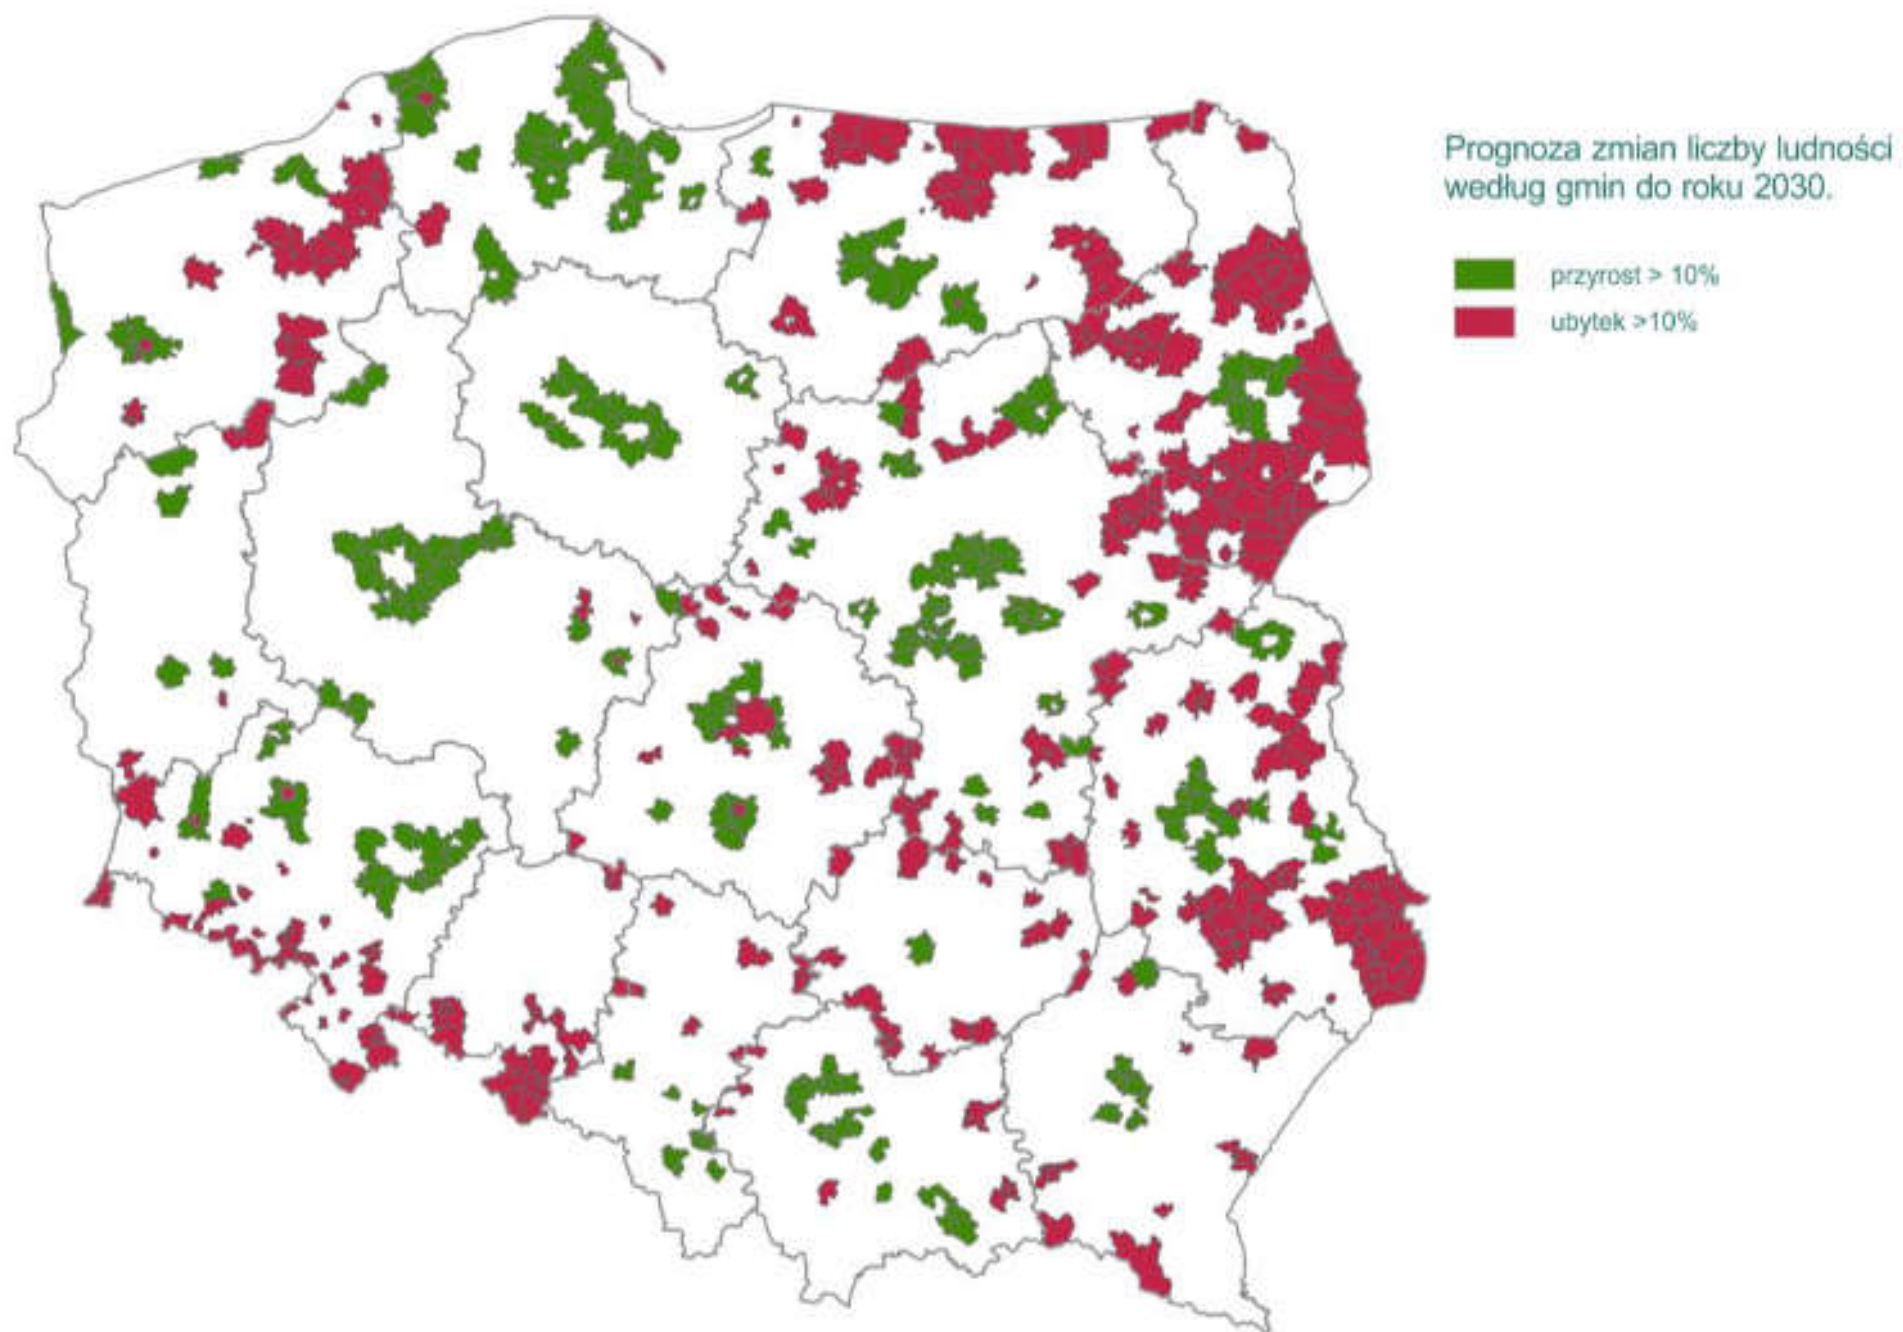 Prognoza zmian liczby ludności
według gmin do roku 2030.
przyrost > 10%
ubytek >10%